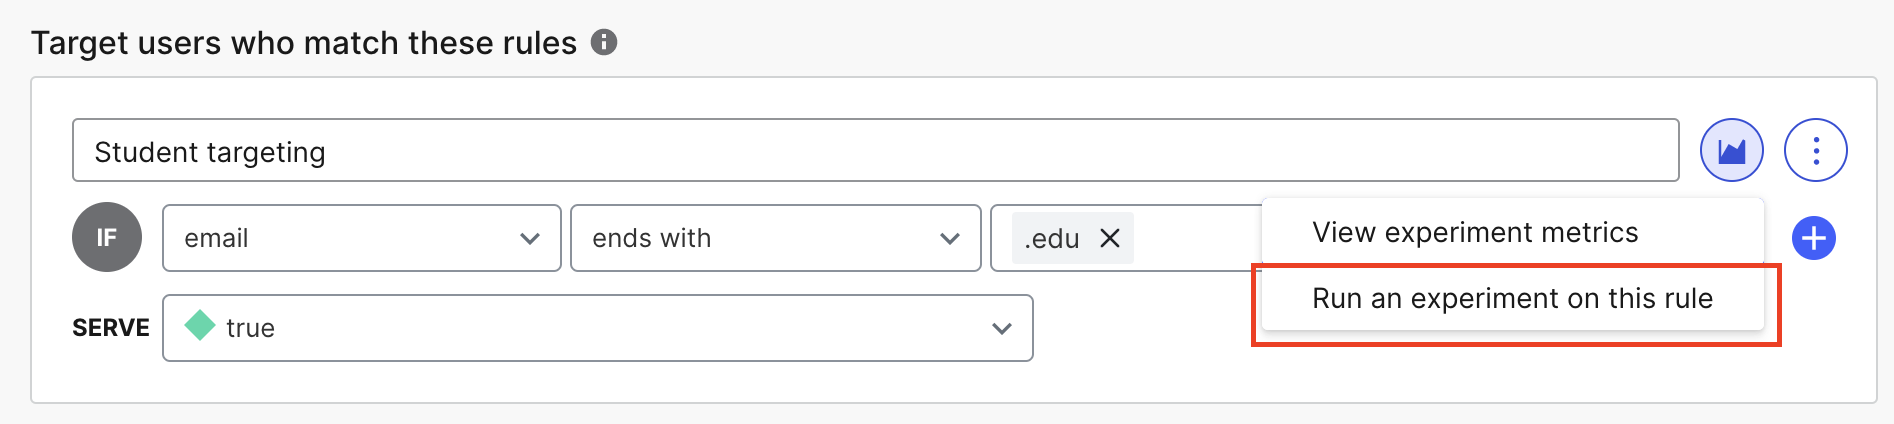 Target users who match these rules
Student targeting
IF email ends with .edu
View experiment metrics
Run an experiment on this rule
SERVE true